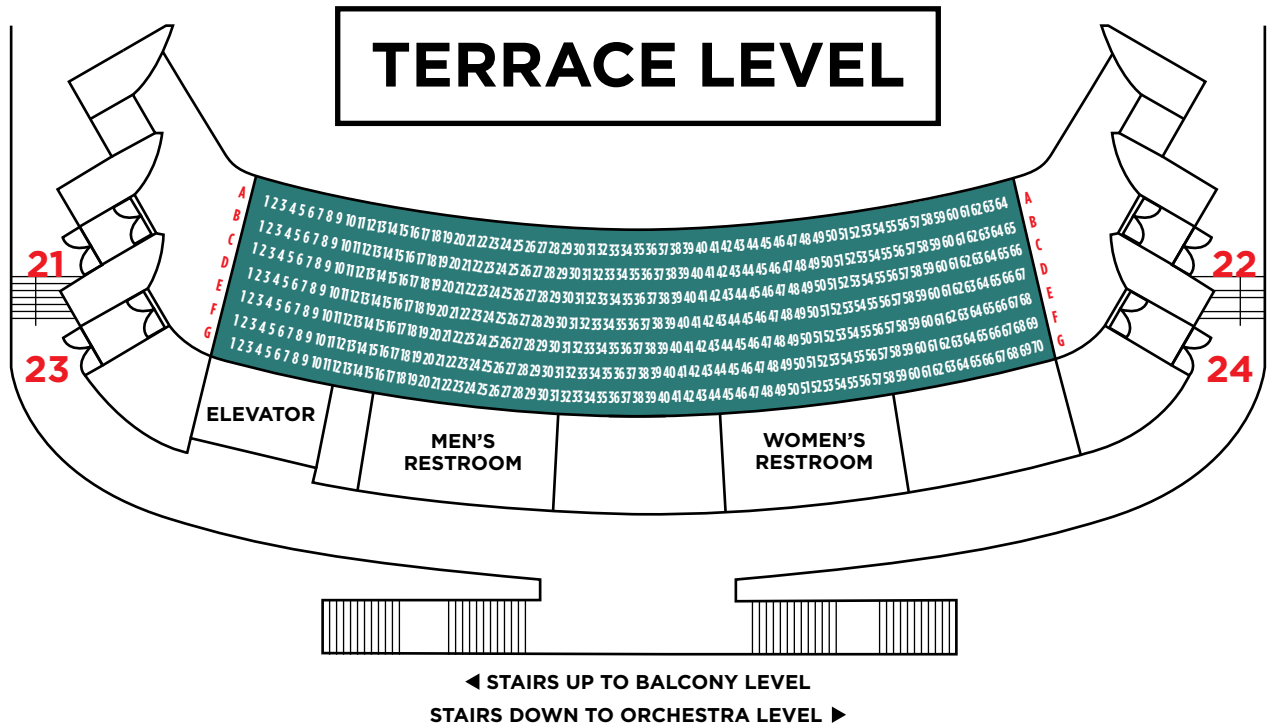 TERRACE LEVEL
A 1 2 3 4 5 6 7 8 9 10 11 12 13 14 15 16 17 18 19 20 21 22 23 24 25 26 27 28 29 30 31 32 33 34 35 36 37 38 39 40 41 42 43 44 45 46 47 48 49 50 51 52 53 54 55 56 57 58 59 60 61 62 63 64 A
B 1 2 3 4 5 6 7 8 9 10 11 12 13 14 15 16 17 18 19 20 21 22 23 24 25 26 27 28 29 30 31 32 33 34 35 36 37 38 39 40 41 42 43 44 45 46 47 48 49 50 51 52 53 54 55 56 57 58 59 60 61 62 63 64 65 B
C 1 2 3 4 5 6 7 8 9 10 11 12 13 14 15 16 17 18 19 20 21 22 23 24 25 26 27 28 29 30 31 32 33 34 35 36 37 38 39 40 41 42 43 44 45 46 47 48 49 50 51 52 53 54 55 56 57 58 59 60 61 62 63 64 65 66 C
D 1 2 3 4 5 6 7 8 9 10 11 12 13 14 15 16 17 18 19 20 21 22 23 24 25 26 27 28 29 30 31 32 33 34 35 36 37 38 39 40 41 42 43 44 45 46 47 48 49 50 51 52 53 54 55 56 57 58 59 60 61 62 63 64 65 66 67 D
E 1 2 3 4 5 6 7 8 9 10 11 12 13 14 15 16 17 18 19 20 21 22 23 24 25 26 27 28 29 30 31 32 33 34 35 36 37 38 39 40 41 42 43 44 45 46 47 48 49 50 51 52 53 54 55 56 57 58 59 60 61 62 63 64 65 66 67 68 E
F 1 2 3 4 5 6 7 8 9 10 11 12 13 14 15 16 17 18 19 20 21 22 23 24 25 26 27 28 29 30 31 32 33 34 35 36 37 38 39 40 41 42 43 44 45 46 47 48 49 50 51 52 53 54 55 56 57 58 59 60 61 62 63 64 65 66 67 68 69 F
G 1 2 3 4 5 6 7 8 9 10 11 12 13 14 15 16 17 18 19 20 21 22 23 24 25 26 27 28 29 30 31 32 33 34 35 36 37 38 39 40 41 42 43 44 45 46 47 48 49 50 51 52 53 54 55 56 57 58 59 60 61 62 63 64 65 66 67 68 69 70 G
21
22
23
24
ELEVATOR
MEN'S
RESTROOM
WOMEN'S
RESTROOM
◀ STAIRS UP TO BALCONY LEVEL
STAIRS DOWN TO ORCHESTRA LEVEL ▶